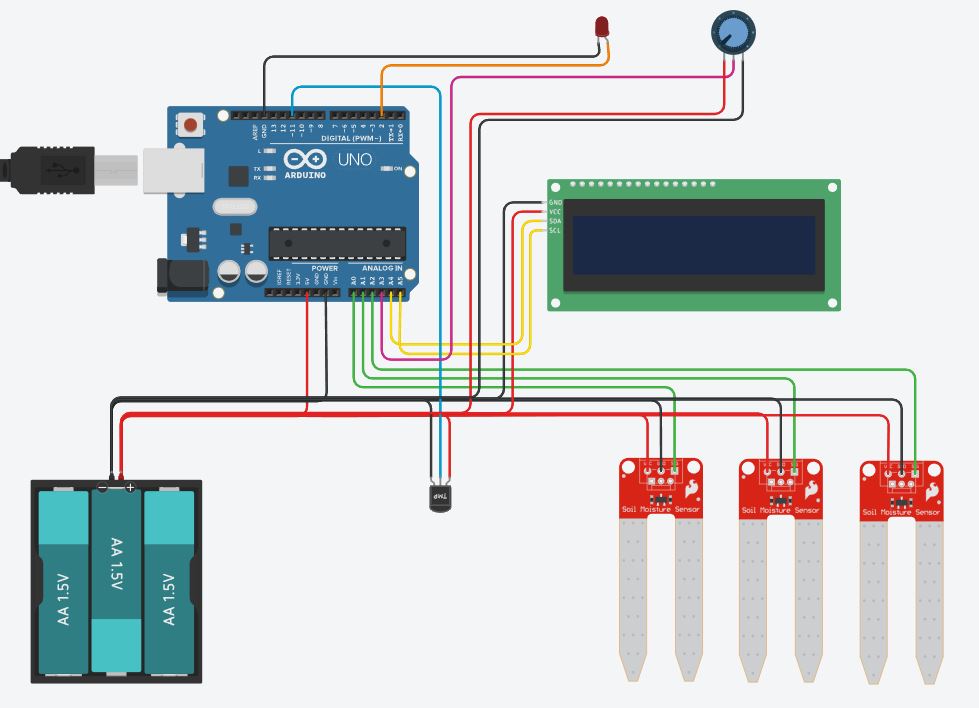 AREF
GND
13
12
~11
~10
~9
8
7
~6
~5
4
~3
2
TX→1
RX←0
DIGITAL (PWM~)
L
TX
RX
ARDUINO
UNO
ON
POWER
ANALOG IN
IOREF
RESET
3.3V
5V
GND
GND
Vin
A0
A1
A2
A3
A4
A5
GND
VCC
SDA
SCL
TMP
AA 1.5V
AA 1.5V
AA 1.5V
Soil Moisture Sensor
Soil Moisture Sensor
Soil Moisture Sensor